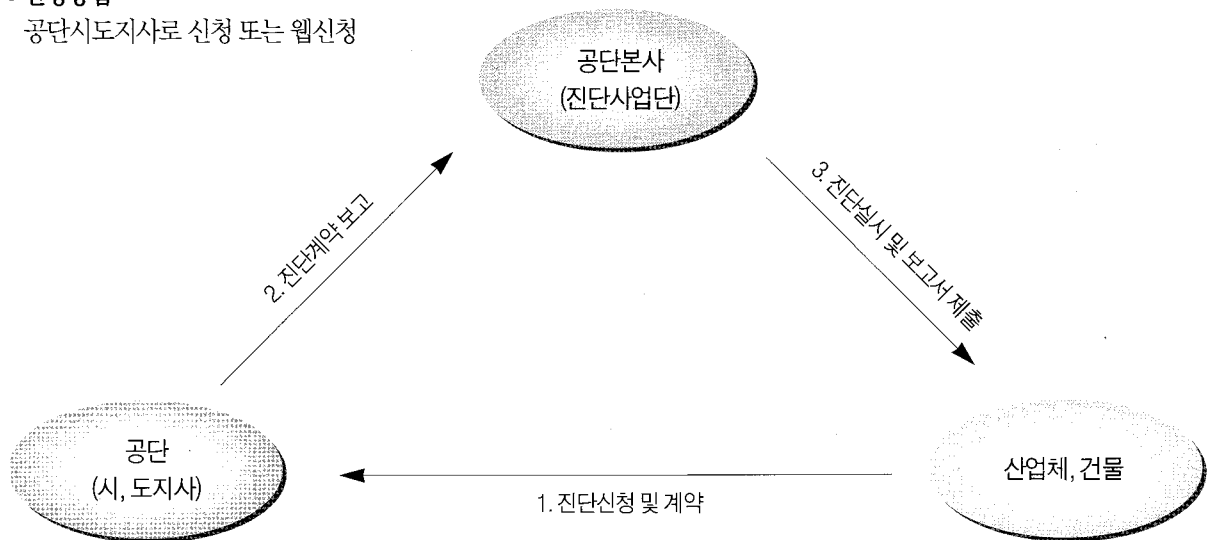 공단시도지사로 신청 또는 웹신청
공단본사
(진단사업단)
2. 진단계약 보고
3. 진단실시 및 보고서 제출
공단
(시, 도지사)
산업체, 건물
1. 진단신청 및 계약